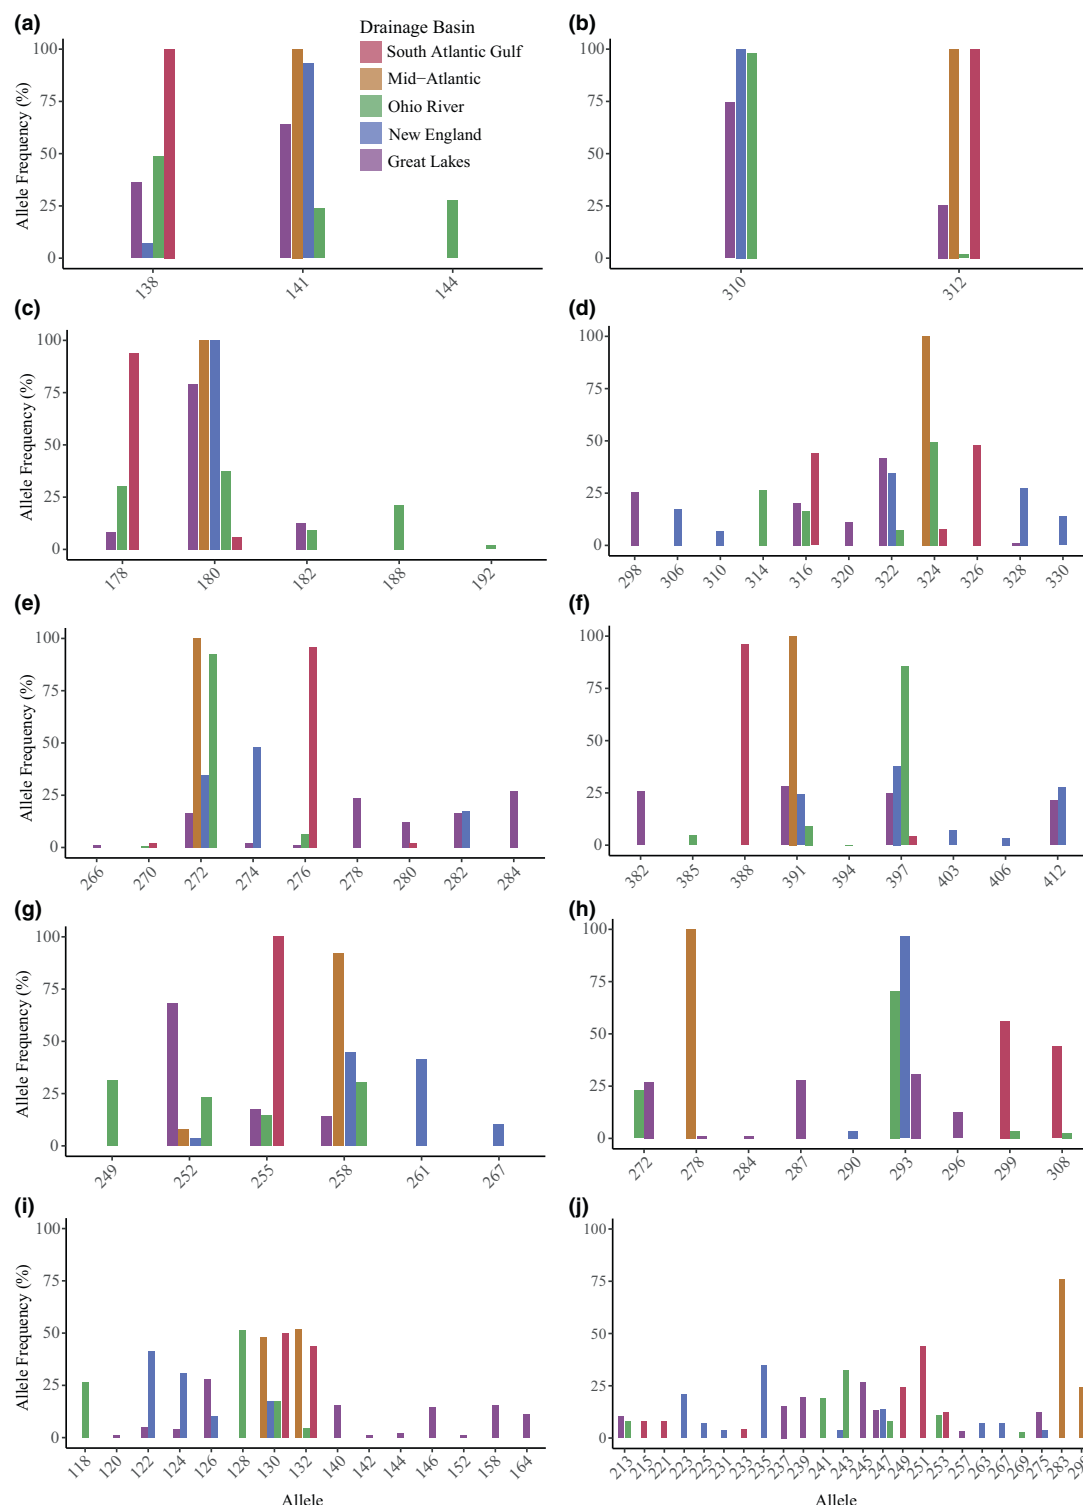 (a)
Drainage Basin
South Atlantic Gulf
Mid-Atlantic
Ohio River
New England
Great Lakes
Allele Frequency (%)
100
75
50
25
0
138 141 144
(b)
100
75
50
25
0
310 312
(c)
Allele Frequency (%)
100
75
50
25
0
178 180 182 188 192
(d)
100
75
50
25
0
298 306 310 314 316 320 322 324 326 328 330
(e)
Allele Frequency (%)
100
75
50
25
0
266 270 272 274 276 278 280 282 284
(f)
100
75
50
25
0
382 385 388 391 394 397 403 406 412
(g)
Allele Frequency (%)
100
75
50
25
0
249 252 255 258 261 267
(h)
100
75
50
25
0
272 278 284 287 290 293 296 299 308
(i)
Allele Frequency (%)
100
75
50
25
0
118 120 122 124 126 128 130 132 140 142 144 146 152 158 164
Allele
(j)
100
75
50
25
0
213 215 221 223 225 231 233 235 237 239 241 243 245 247 249 251 253 257 263 267 269 275 283
Allele